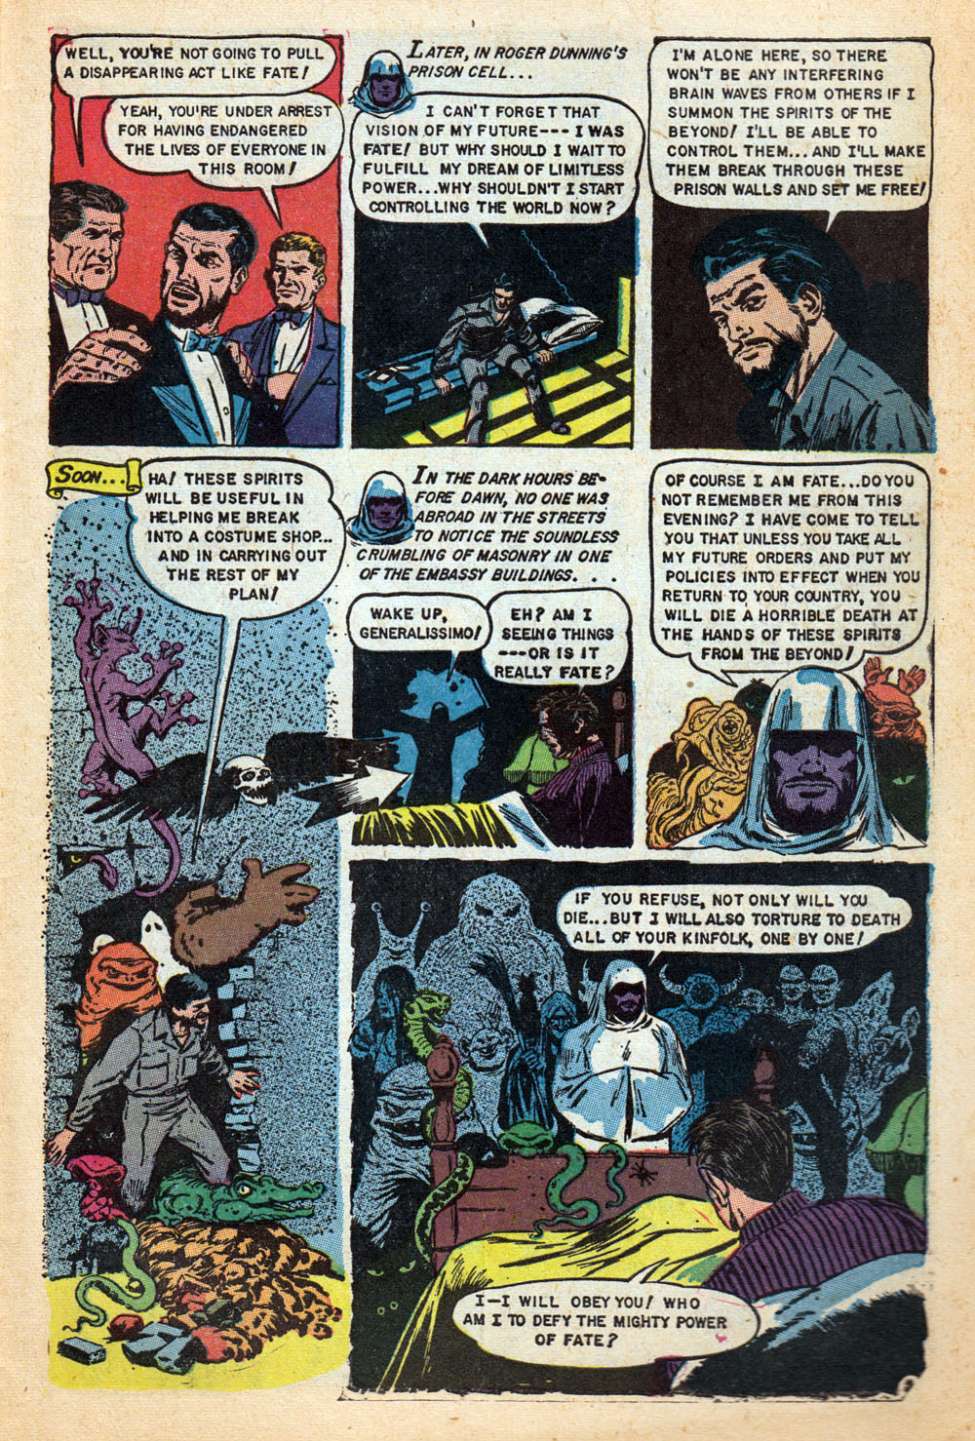 WELL, YOU'RE NOT GOING TO PULL
A DISAPPEARING ACT LIKE FATE!
YEAH, YOU'RE UNDER ARREST
FOR HAVING ENDANGERED
THE LIVES OF EVERYONE IN
THIS ROOM!
LATER, IN ROGER DUNNING'S
PRISON CELL...
I CAN'T FORGET THAT
VISION OF MY FUTURE--- I WAS
FATE! BUT WHY SHOULD I WAIT TO
FULFILL MY DREAM OF LIMITLESS
POWER...WHY SHOULDN'T I START
CONTROLLING THE WORLD NOW?
I'M ALONE HERE, SO THERE
WON'T BE ANY INTERFERING
BRAIN WAVES FROM OTHERS IF I
SUMMON THE SPIRITS OF THE
BEYOND! I'LL BE ABLE TO
CONTROL THEM... AND I'LL MAKE
THEM BREAK THROUGH THESE
PRISON WALLS AND SET ME FREE!
SOON...
HA! THESE SPIRITS
WILL BE USEFUL IN
HELPING ME BREAK
INTO A COSTUME SHOP...
AND IN CARRYING OUT
THE REST OF MY
PLAN!
IN THE DARK HOURS BE-
FORE DAWN, NO ONE WAS
ABROAD IN THE STREETS
TO NOTICE THE SOUNDLESS
CRUMBLING OF MASONRY IN ONE
OF THE EMBASSY BUILDINGS. . .
WAKE UP,
GENERALISSIMO!
EH? AM I
SEEING THINGS
---OR IS IT
REALLY FATE?
OF COURSE I AM FATE...DO YOU
NOT REMEMBER ME FROM THIS
EVENING? I HAVE COME TO TELL
YOU THAT UNLESS YOU TAKE ALL
MY FUTURE ORDERS AND PUT MY
POLICIES INTO EFFECT WHEN YOU
RETURN TO YOUR COUNTRY, YOU
WILL DIE A HORRIBLE DEATH AT
THE HANDS OF THESE SPIRITS
FROM THE BEYOND!
IF YOU REFUSE, NOT ONLY WILL YOU
DIE...BUT I WILL ALSO TORTURE TO DEATH
ALL OF YOUR KINFOLK, ONE BY ONE!
I-I WILL OBEY YOU! WHO
AM I TO DEFY THE MIGHTY POWER
OF FATE?